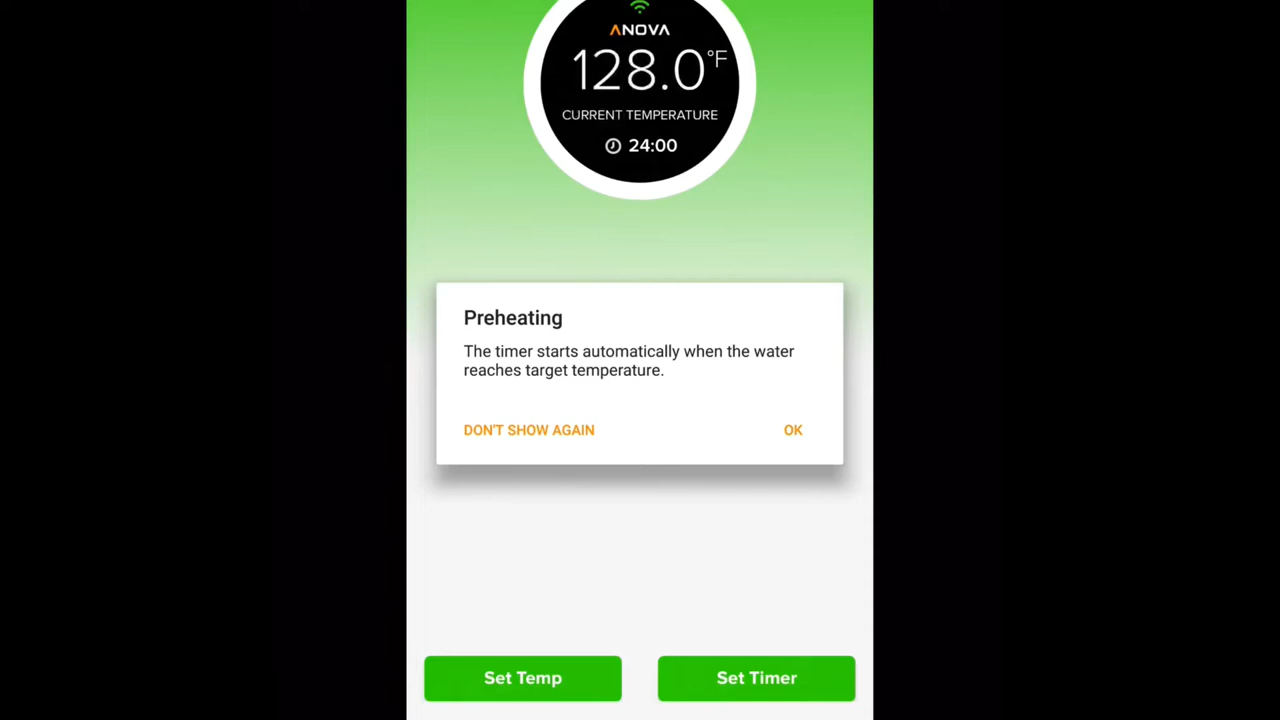 ANOVA
128.0°F
CURRENT TEMPERATURE
24:00
Preheating
The timer starts automatically when the water
reaches target temperature.
DON'T SHOW AGAIN OK
Set Temp Set Timer